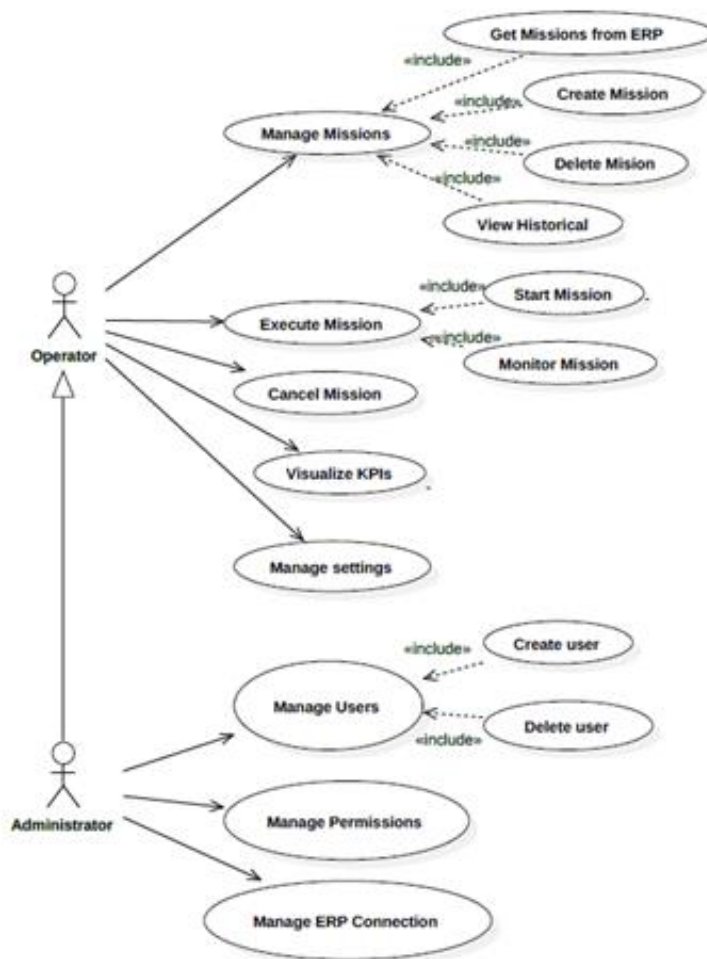 Get Missions from ERP
«include»
Create Mission
«include»
Manage Missions
«include»
Delete Mision
«include»
View Historical
Operator
«include»
Start Mission
Execute Mission
«include»
Monitor Mission
Cancel Mission
Visualize KPIs
Manage settings
«include»
Create user
Manage Users
Delete user
«include»
Administrator
Manage Permissions
Manage ERP Connection